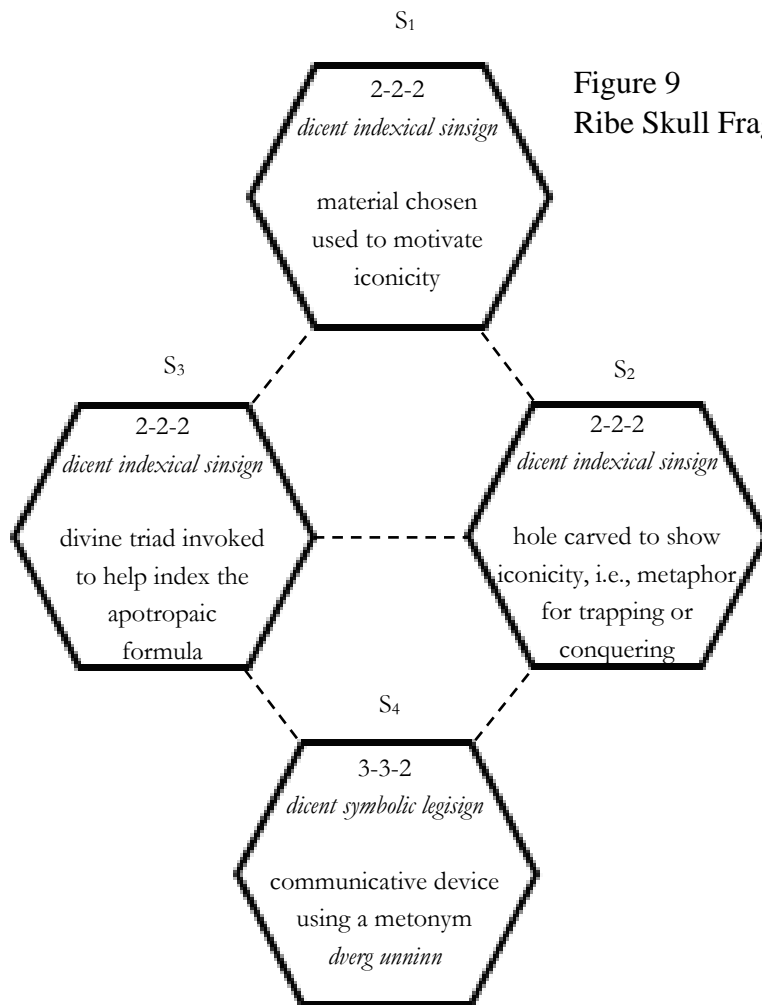 S₁
Figure 9
Ribe Skull Frag
2-2-2
dicent indexical sinsign
material chosen
used to motivate
iconicity
S₃
2-2-2
dicent indexical sinsign
divine triad invoked
to help index the
apotropaic
formula
S₂
2-2-2
dicent indexical sinsign
hole carved to show
iconicity, i.e., metaphor
for trapping or
conquering
S₄
3-3-2
dicent symbolic legisign
communicative device
using a metonym
dverg unninn